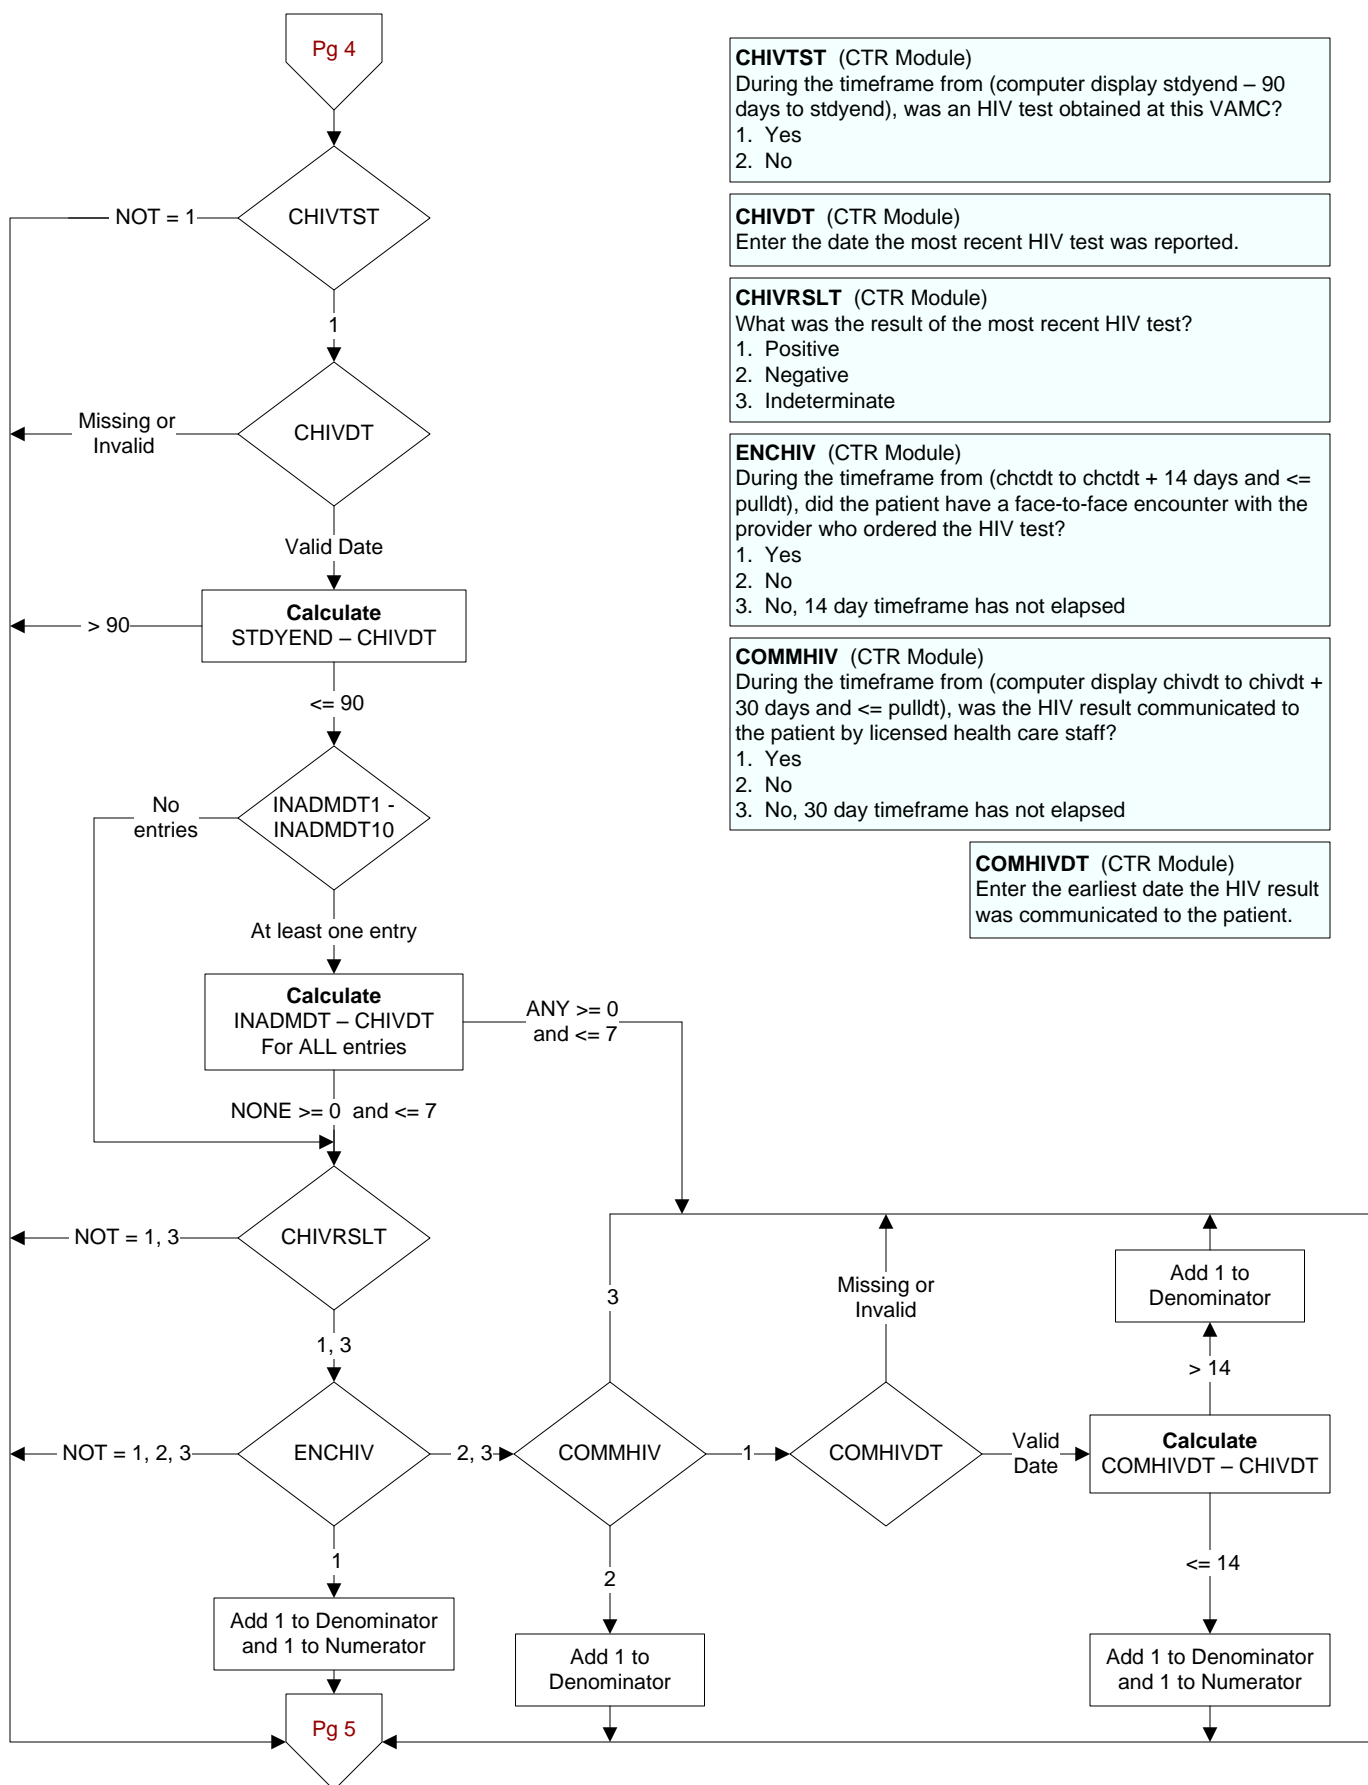 Pg 4
CHIVTST (CTR Module)
During the timeframe from (computer display stdyend – 90
days to stdyend), was an HIV test obtained at this VAMC?
1. Yes
2. No
NOT = 1
CHIVTST
CHIVDT (CTR Module)
Enter the date the most recent HIV test was reported.
1
CHIVRSLT (CTR Module)
What was the result of the most recent HIV test?
1. Positive
2. Negative
3. Indeterminate
Missing or
Invalid
CHIVDT
ENCHIV (CTR Module)
During the timeframe from (chctdt to chctdt + 14 days and <=
pulldt), did the patient have a face-to-face encounter with the
provider who ordered the HIV test?
1. Yes
2. No
3. No, 14 day timeframe has not elapsed
Valid Date
> 90
Calculate
STDYEND – CHIVDT
COMMHIV (CTR Module)
During the timeframe from (computer display chivdt to chivdt +
30 days and <= pulldt), was the HIV result communicated to
the patient by licensed health care staff?
1. Yes
2. No
3. No, 30 day timeframe has not elapsed
<= 90
No
entries
INADMDT1 -
INADMDT10
COMHIVDT (CTR Module)
Enter the earliest date the HIV result
was communicated to the patient.
At least one entry
Calculate
INADMDT – CHIVDT
For ALL entries
ANY >= 0
and <= 7
NONE >= 0 and <= 7
NOT = 1, 3
CHIVRSLT
3
Missing or
Invalid
Add 1 to
Denominator
1, 3
> 14
NOT = 1, 2, 3
ENCHIV
2, 3
COMMHIV
1
COMHIVDT
Valid
Date
Calculate
COMHIVDT – CHIVDT
1
2
<= 14
Add 1 to Denominator
and 1 to Numerator
Add 1 to
Denominator
Add 1 to Denominator
and 1 to Numerator
Pg 5